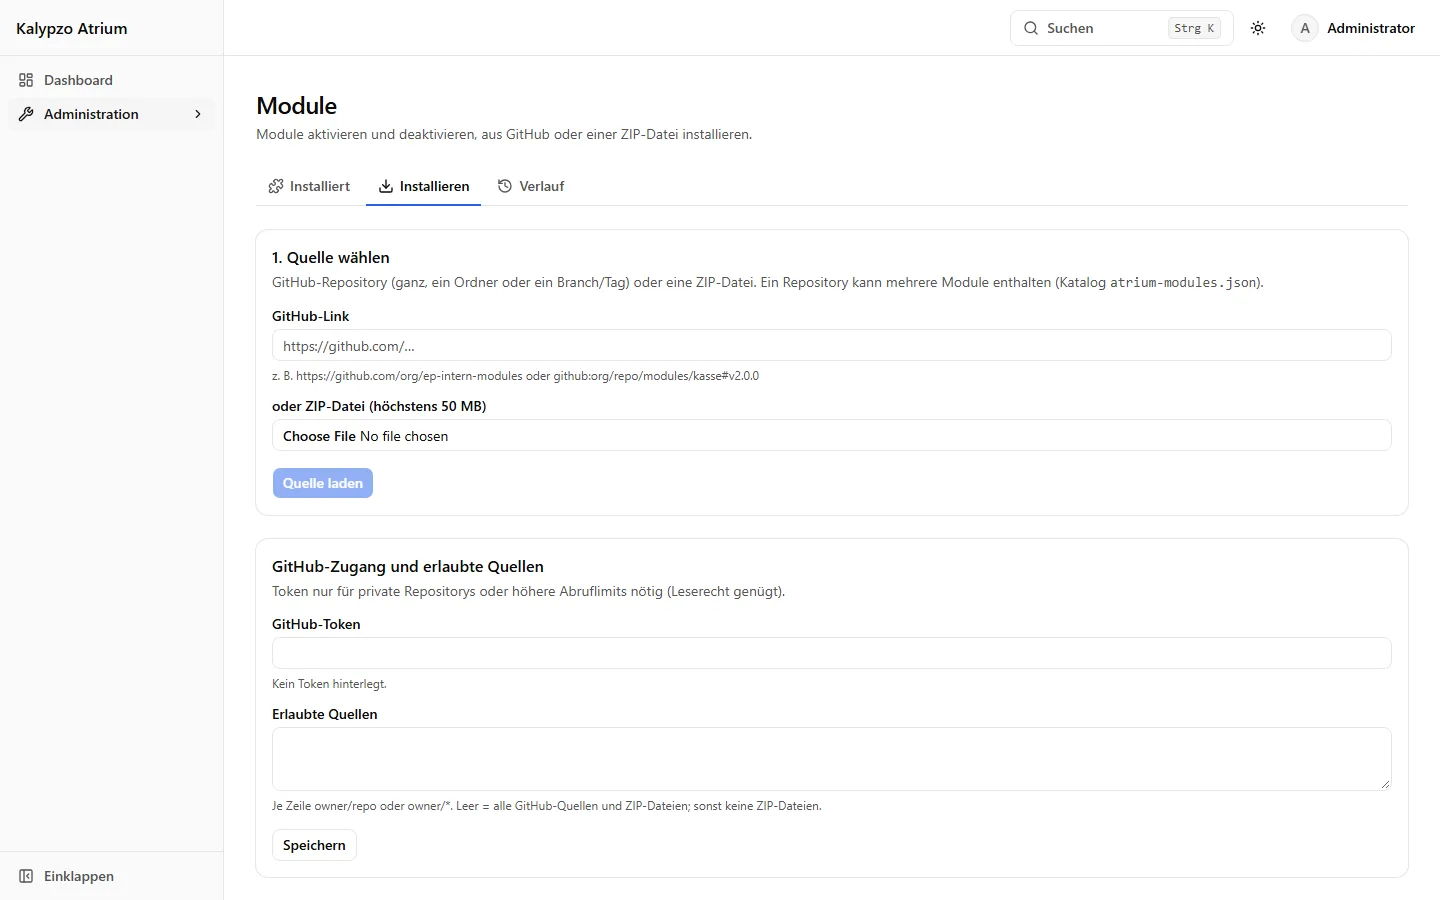 Kalypzo Atrium
Suchen
Strg K
A
Administrator
Dashboard
Administration
Module
Module aktivieren und deaktivieren, aus GitHub oder einer ZIP-Datei installieren.
Installiert
Installieren
Verlauf
1. Quelle wählen
GitHub-Repository (ganz, ein Ordner oder ein Branch/Tag) oder eine ZIP-Datei. Ein Repository kann mehrere Module enthalten (Katalog atrium-modules.json).
GitHub-Link
https://github.com/...
z. B. https://github.com/org/ep-intern-modules oder github:org/repo/modules/kasse#v2.0.0
oder ZIP-Datei (höchstens 50 MB)
Choose File No file chosen
Quelle laden
GitHub-Zugang und erlaubte Quellen
Token nur für private Repositorys oder höhere Abruflimits nötig (Leserecht genügt).
GitHub-Token
Kein Token hinterlegt.
Erlaubte Quellen
Je Zeile owner/repo oder owner/*. Leer = alle GitHub-Quellen und ZIP-Dateien; sonst keine ZIP-Dateien.
Speichern
Einklappen